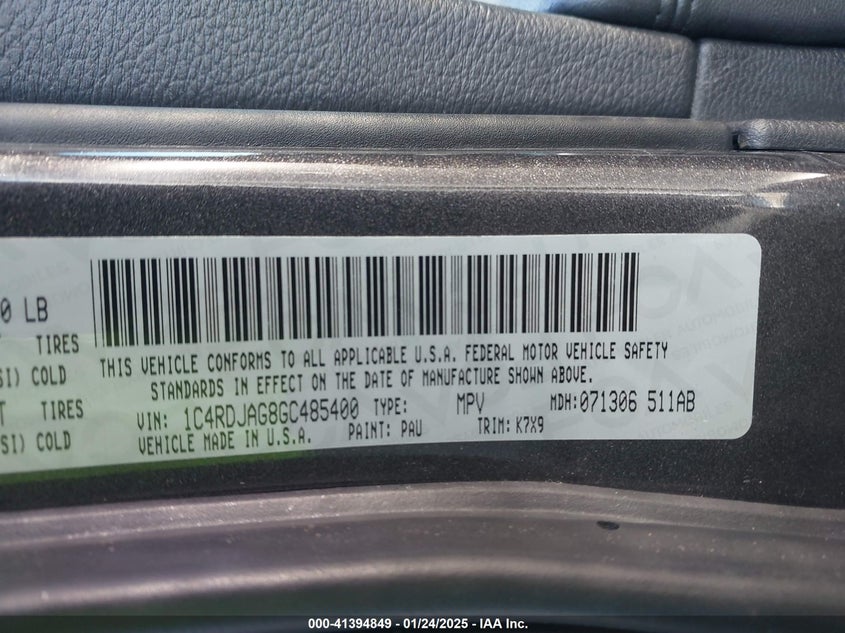 0 LB
TIRES
SI) COLD
TIRES
SI) COLD
THIS VEHICLE CONFORMS TO ALL APPLICABLE U.S.A. FEDERAL MOTOR VEHICLE SAFETY
STANDARDS IN EFFECT ON THE DATE OF MANUFACTURE SHOWN ABOVE.
VIN: 1C4RDJAG8GC485400 TYPE: MPV MDH: 071306 511AB
VEHICLE MADE IN U.S.A. PAINT: PAU TRIM: K7X9
000-41394849 - 01/24/2025 - IAA Inc.